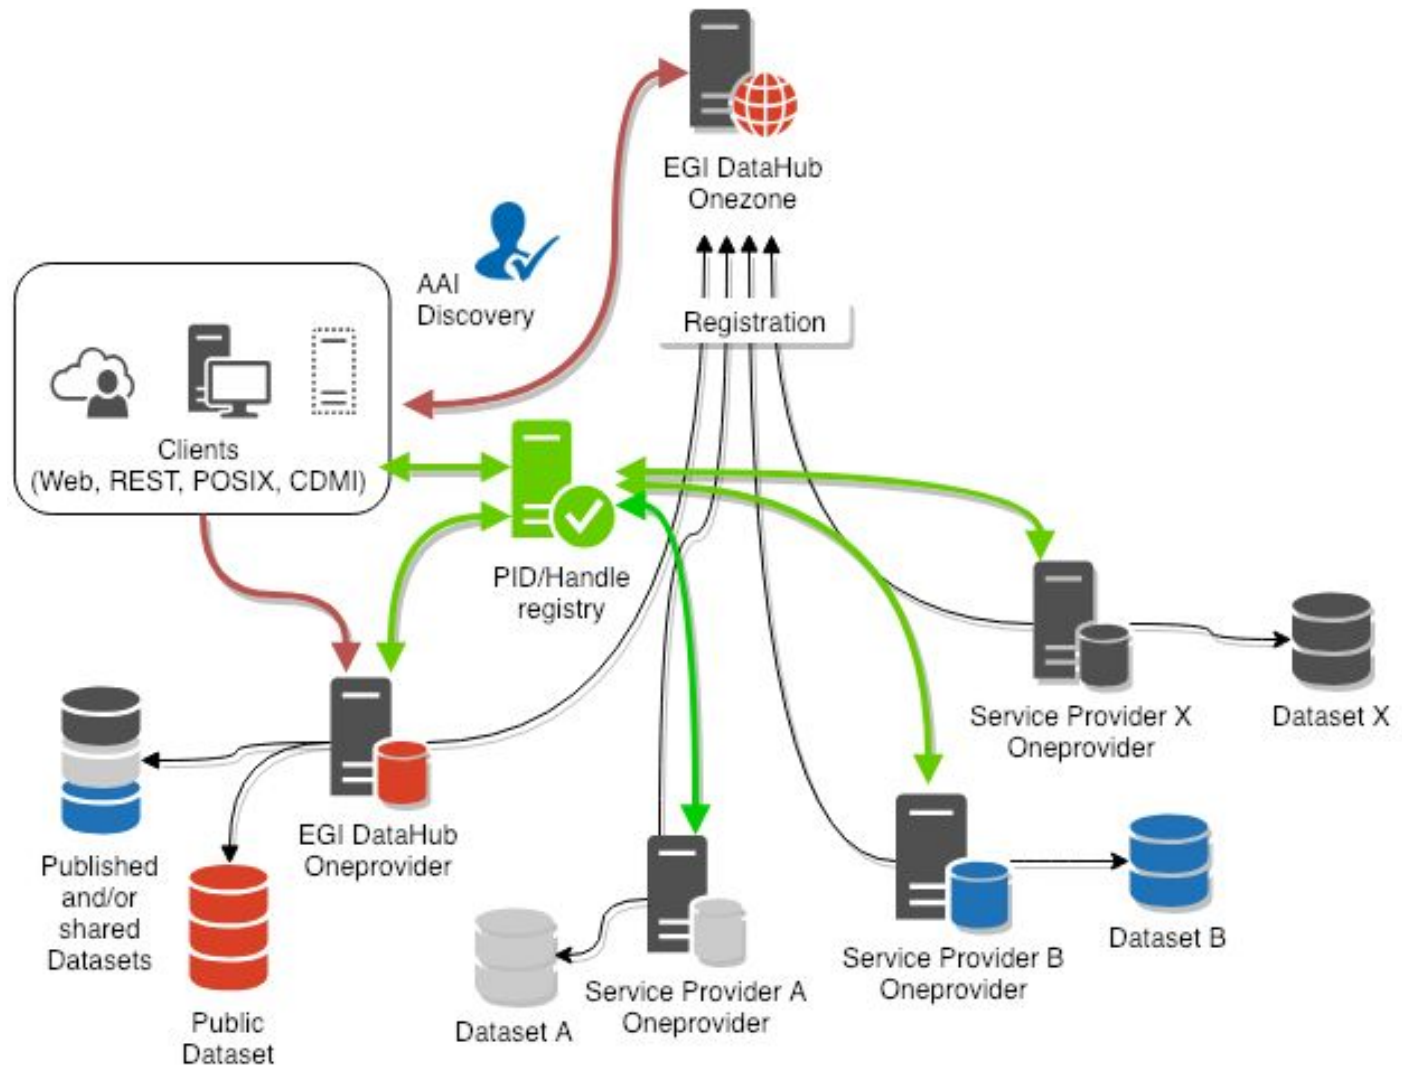 EGI DataHub
Onezone
AAI
Discovery
Registration
Clients
(Web, REST, POSIX, CDMI)
PID/Handle
registry
Service Provider X
Oneprovider
Dataset X
EGI DataHub
Oneprovider
Published
and/or
shared
Datasets
Public
Dataset
Service Provider A
Oneprovider
Dataset A
Service Provider B
Oneprovider
Dataset B